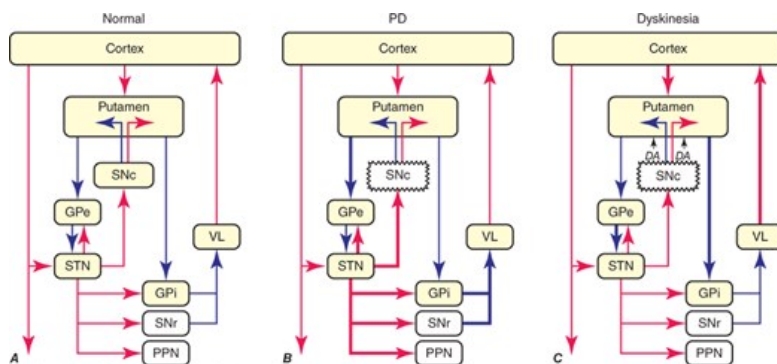 Normal
Cortex
Putamen
SNc
GPe
VL
STN
GPi
SNr
PPN
A
PD
Cortex
Putamen
SNc
GPe
VL
STN
GPi
SNr
PPN
B
Dyskinesia
Cortex
Putamen
DA DA
SNc
GPe
VL
STN
GPi
SNr
PPN
C